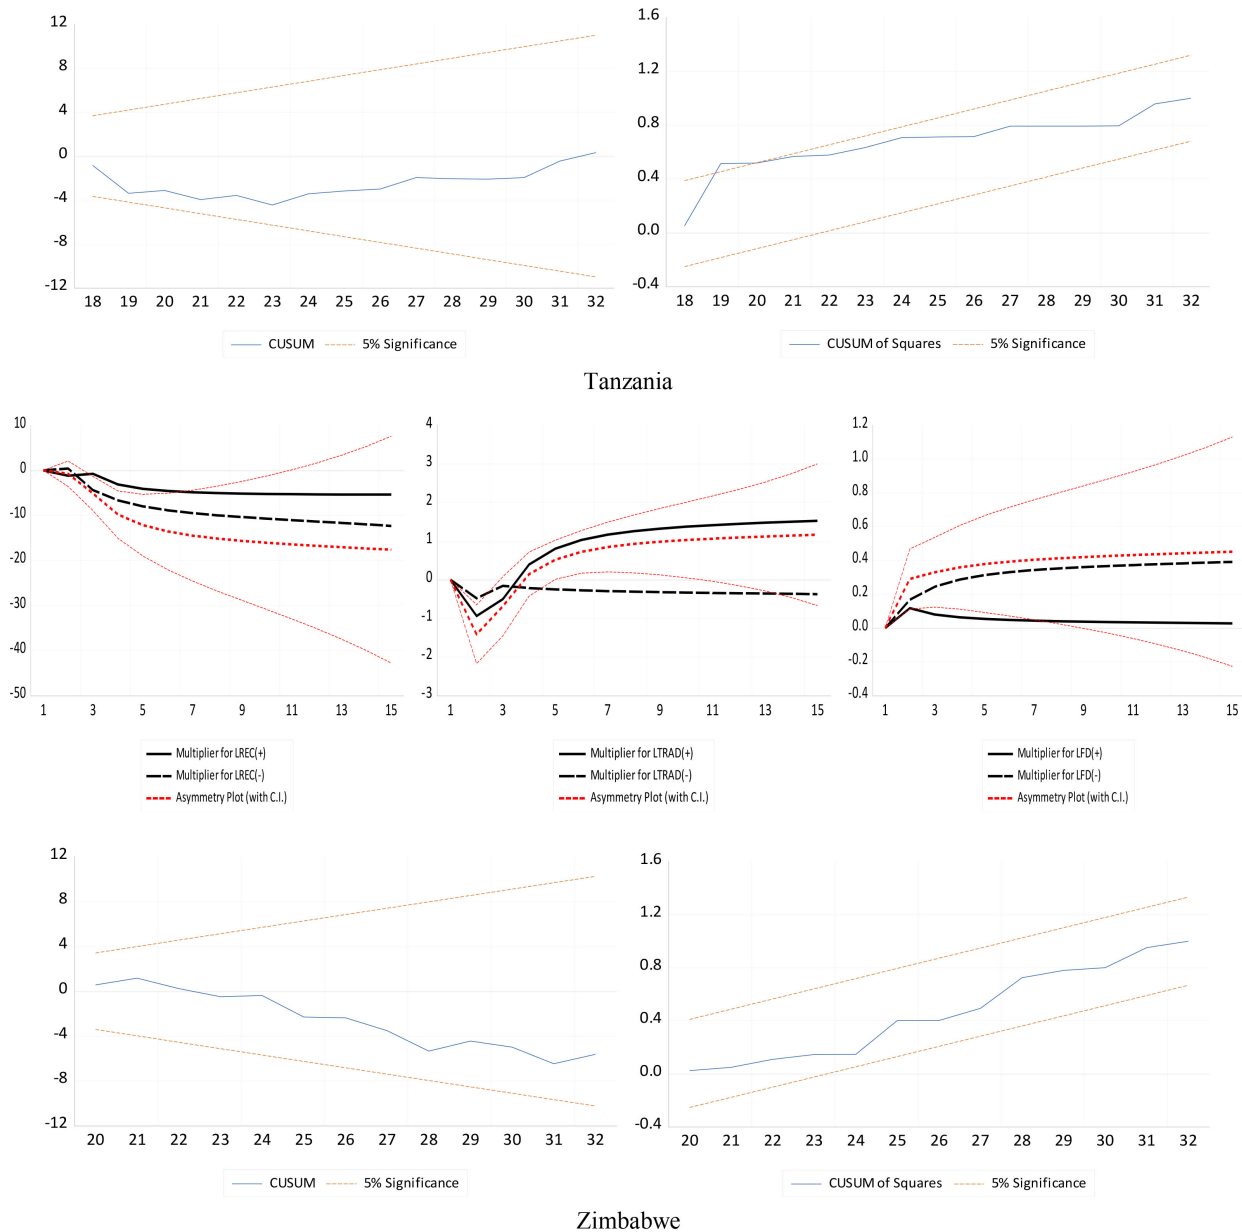 12
8
4
0
-4
-8
-12
18 19 20 21 22 23 24 25 26 27 28 29 30 31 32
CUSUM 5% Significance
1.6
1.2
0.8
0.4
0.0
-0.4
18 19 20 21 22 23 24 25 26 27 28 29 30 31 32
CUSUM of Squares 5% Significance
Tanzania
10
0
-10
-20
-30
-40
-50
1 3 5 7 9 11 13 15
Multiplier for LREC(+)
Multiplier for LREC(-)
Asymmetry Plot (with C.I.)
4
3
2
1
0
-1
-2
-3
1 3 5 7 9 11 13 15
Multiplier for LTRAD(+)
Multiplier for LTRAD(-)
Asymmetry Plot (with C.I.)
1.2
1.0
0.8
0.6
0.4
0.2
0.0
-0.2
-0.4
1 3 5 7 9 11 13 15
Multiplier for LFD(+)
Multiplier for LFD(-)
Asymmetry Plot (with C.I.)
12
8
4
0
-4
-8
-12
20 21 22 23 24 25 26 27 28 29 30 31 32
CUSUM 5% Significance
1.6
1.2
0.8
0.4
0.0
-0.4
20 21 22 23 24 25 26 27 28 29 30 31 32
CUSUM of Squares 5% Significance
Zimbabwe